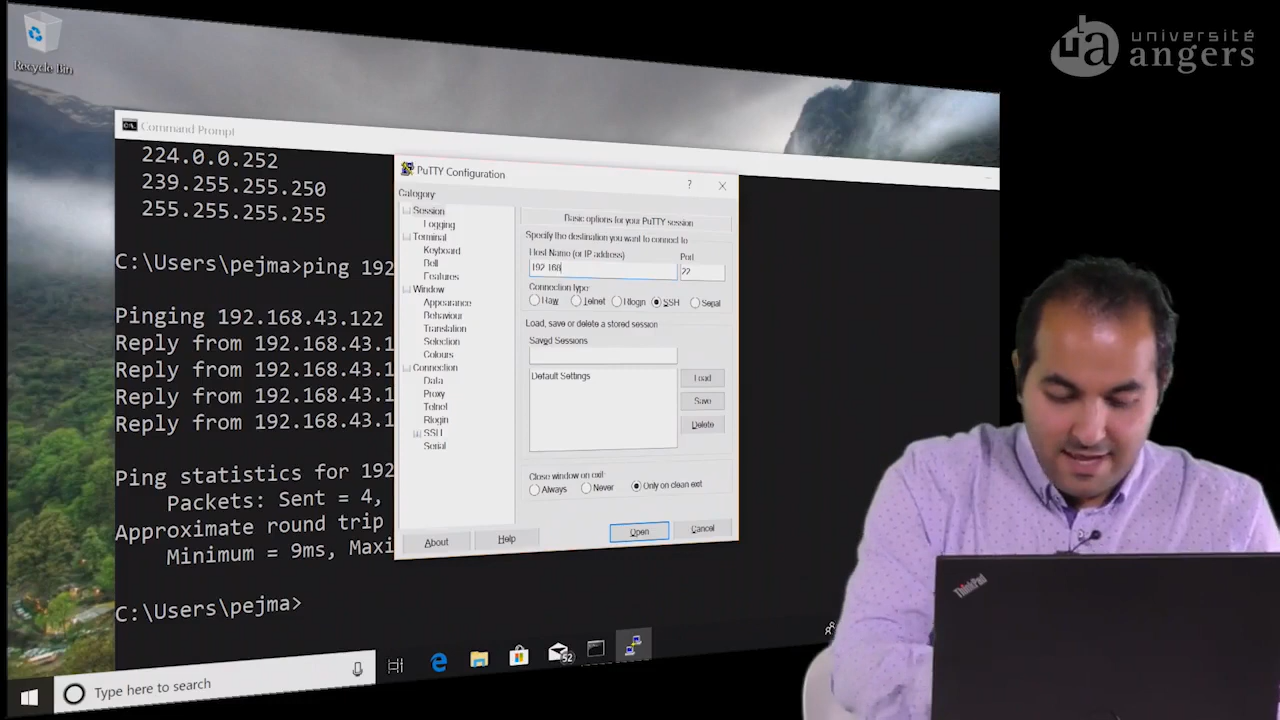 université
angers
Recycle Bin
Command Prompt
224.0.0.252
239.255.255.250
255.255.255.255
C:\Users\pejma>ping 192
Pinging 192.168.43.122
Reply from 192.168.43.1
Reply from 192.168.43.1
Reply from 192.168.43.1
Reply from 192.168.43.1
Ping statistics for 192
Packets: Sent = 4,
Approximate round trip
Minimum = 9ms, Maxi
C:\Users\pejma>
PuTTY Configuration
?
Category:
Session
Logging
Terminal
Keyboard
Bell
Features
Window
Appearance
Behaviour
Translation
Selection
Colours
Connection
Data
Proxy
Telnet
Rlogin
SSH
Serial
Basic options for your PuTTY session
Specify the destination you want to connect to
Host Name (or IP address)
Port
192.168
22
Connection type:
Raw
Telnet
Rlogin
SSH
Serial
Load, save or delete a stored session
Saved Sessions
Default Settings
Load
Save
Delete
Close window on exit:
Always
Never
Only on clean exit
About
Help
Open
Cancel
Type here to search
52
ThinkPad